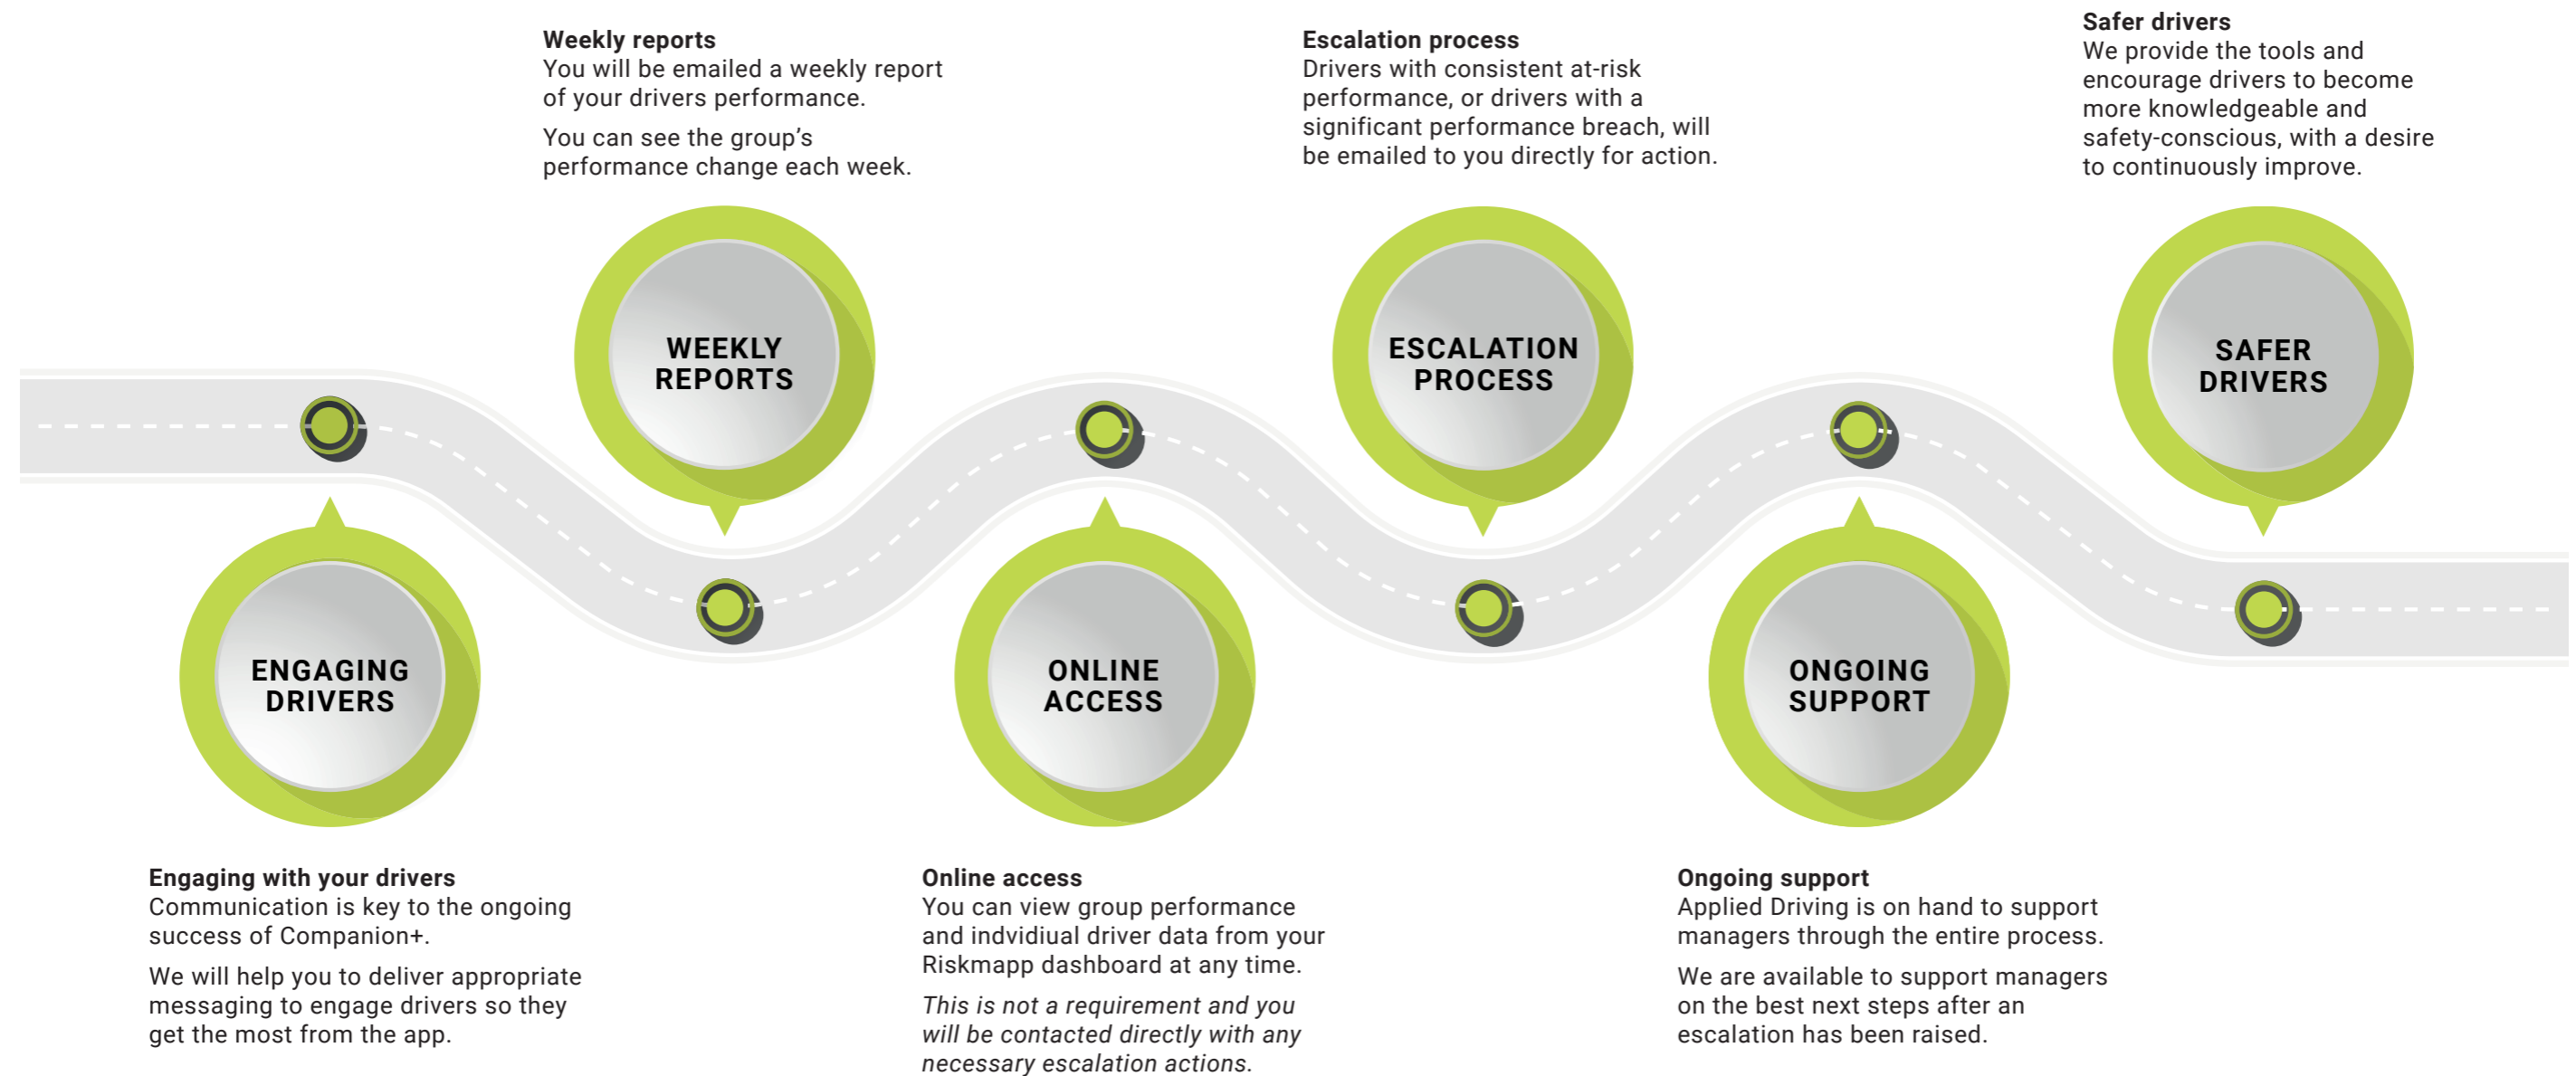 Weekly reports
You will be emailed a weekly report
of your drivers performance.
You can see the group’s
performance change each week.
Escalation process
Drivers with consistent at-risk
performance, or drivers with a
significant performance breach, will
be emailed to you directly for action.
Safer drivers
We provide the tools and
encourage drivers to become
more knowledgeable and
safety-conscious, with a desire
to continuously improve.
WEEKLY
REPORTS
ESCALATION
PROCESS
SAFER
DRIVERS
ENGAGING
DRIVERS
ONLINE
ACCESS
ONGOING
SUPPORT
Engaging with your drivers
Communication is key to the ongoing
success of Companion+.
We will help you to deliver appropriate
messaging to engage drivers so they
get the most from the app.
Online access
You can view group performance
and indvidiual driver data from your
Riskmapp dashboard at any time.
This is not a requirement and you
will be contacted directly with any
necessary escalation actions.
Ongoing support
Applied Driving is on hand to support
managers through the entire process.
We are available to support managers
on the best next steps after an
escalation has been raised.